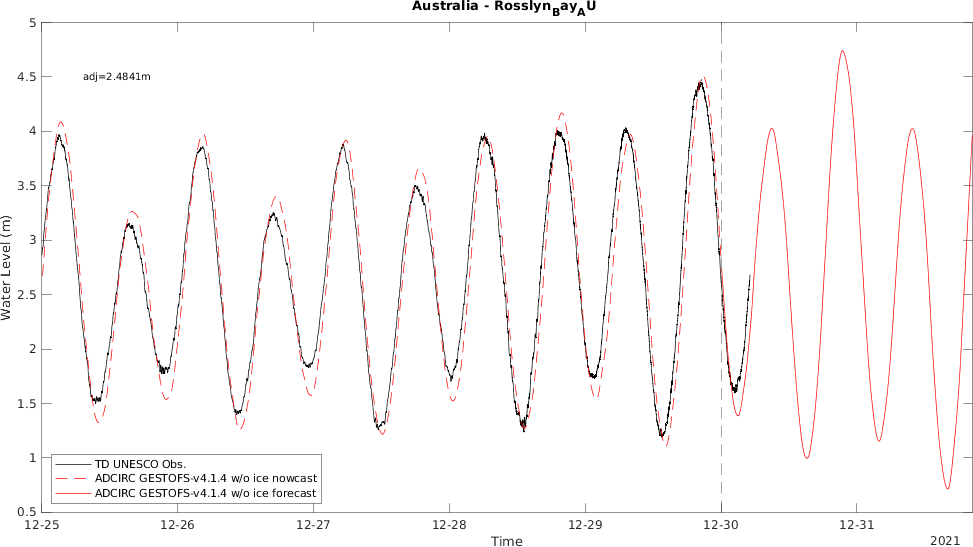 Australia - Rosslyn_Bay_AU
5
4.5
4
3.5
3
2.5
2
1.5
1
0.5
adj=2.4841m
Water Level (m)
TD UNESCO Obs.
ADCIRC GESTOFS-v4.1.4 w/o ice nowcast
ADCIRC GESTOFS-v4.1.4 w/o ice forecast
12-25
12-26
12-27
12-28
12-29
12-30
12-31
Time
2021